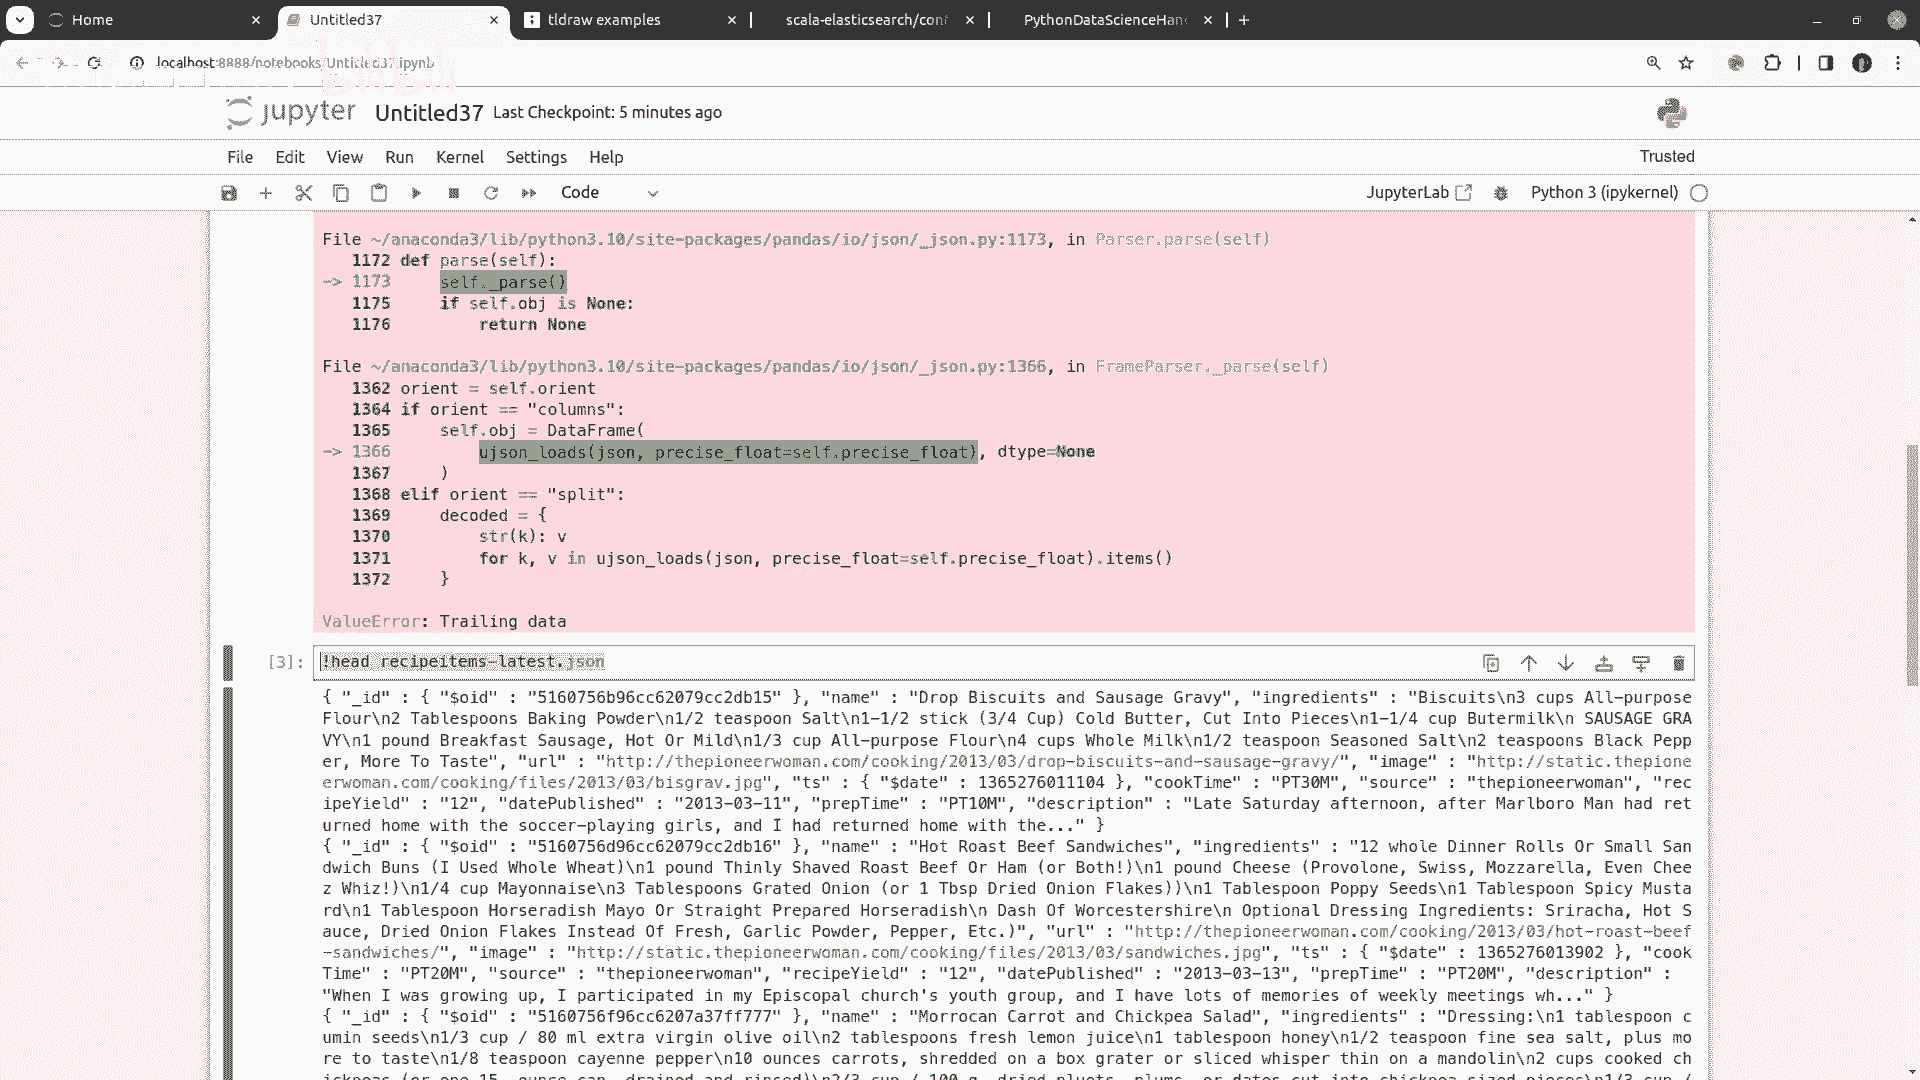 Home
Untitled37
tldraw examples
scala-elasticsearch/conf
PythonDataScienceHan
localhost:8888/notebooks/Untitled37.ipynb
jupyter Untitled37 Last Checkpoint: 5 minutes ago
File Edit View Run Kernel Settings Help
Trusted
Code
JupyterLab
Python 3 (ipykernel)
File ~/anaconda3/lib/python3.10/site-packages/pandas/io/json/_json.py:1173, in Parser.parse(self)
1172 def parse(self):
-> 1173     self._parse()
1175     if self.obj is None:
1176         return None
File ~/anaconda3/lib/python3.10/site-packages/pandas/io/json/_json.py:1366, in FrameParser._parse(self)
1362 orient = self.orient
1364 if orient == "columns":
1365     self.obj = DataFrame(
-> 1366         ujson_loads(json, precise_float=self.precise_float), dtype=None
1367     )
1368 elif orient == "split":
1369     decoded = {
1370         str(k): v
1371         for k, v in ujson_loads(json, precise_float=self.precise_float).items()
1372     }
ValueError: Trailing data
[3]: !head recipeitems-latest.json
{ "_id" : { "$oid" : "5160756b96cc62079cc2db15" }, "name" : "Drop Biscuits and Sausage Gravy", "ingredients" : "Biscuits\n3 cups All-purpose
Flour\n2 Tablespoons Baking Powder\n1/2 teaspoon Salt\n1-1/2 stick (3/4 Cup) Cold Butter, Cut Into Pieces\n1-1/4 cup Butermilk\n SAUSAGE GRA
VY\n1 pound Breakfast Sausage, Hot Or Mild\n1/3 cup All-purpose Flour\n4 cups Whole Milk\n1/2 teaspoon Seasoned Salt\n2 teaspoons Black Pepp
er, More To Taste", "url" : "http://thepioneerwoman.com/cooking/2013/03/drop-biscuits-and-sausage-gravy/", "image" : "http://static.thepione
erwoman.com/cooking/files/2013/03/bisgrav.jpg", "ts" : { "$date" : 1365276011104 }, "cookTime" : "PT30M", "source" : "thepioneerwoman", "rec
ipeYield" : "12", "datePublished" : "2013-03-11", "prepTime" : "PT10M", "description" : "Late Saturday afternoon, after Marlboro Man had ret
urned home with the soccer-playing girls, and I had returned home with the..." }
{ "_id" : { "$oid" : "5160756d96cc62079cc2db16" }, "name" : "Hot Roast Beef Sandwiches", "ingredients" : "12 whole Dinner Rolls Or Small San
dwich Buns (I Used Whole Wheat)\n1 pound Thinly Shaved Roast Beef Or Ham (or Both!)\n1 pound Cheese (Provolone, Swiss, Mozzarella, Even Chee
z Whiz!)\n1/4 cup Mayonnaise\n3 Tablespoons Grated Onion (or 1 Tbsp Dried Onion Flakes))\n1 Tablespoon Poppy Seeds\n1 Tablespoon Spicy Musta
rd\n1 Tablespoon Horseradish Mayo Or Straight Prepared Horseradish\n Dash Of Worcestershire\n Optional Dressing Ingredients: Sriracha, Hot S
auce, Dried Onion Flakes Instead Of Fresh, Garlic Powder, Pepper, Etc.)", "url" : "http://thepioneerwoman.com/cooking/2013/03/hot-roast-beef
-sandwiches/", "image" : "http://static.thepioneerwoman.com/cooking/files/2013/03/sandwiches.jpg", "ts" : { "$date" : 1365276013902 }, "cook
Time" : "PT20M", "source" : "thepioneerwoman", "recipeYield" : "12", "datePublished" : "2013-03-13", "prepTime" : "PT20M", "description" :
"When I was growing up, I participated in my Episcopal church's youth group, and I have lots of memories of weekly meetings wh..." }
{ "_id" : { "$oid" : "5160756f96cc6207a37ff777" }, "name" : "Morrocan Carrot and Chickpea Salad", "ingredients" : "Dressing:\n1 tablespoon c
umin seeds\n1/3 cup / 80 ml extra virgin olive oil\n2 tablespoons fresh lemon juice\n1 tablespoon honey\n1/2 teaspoon fine sea salt, plus mo
re to taste\n1/8 teaspoon cayenne pepper\n10 ounces carrots, shredded on a box grater or sliced whisper thin on a mandolin\n2 cups cooked ch